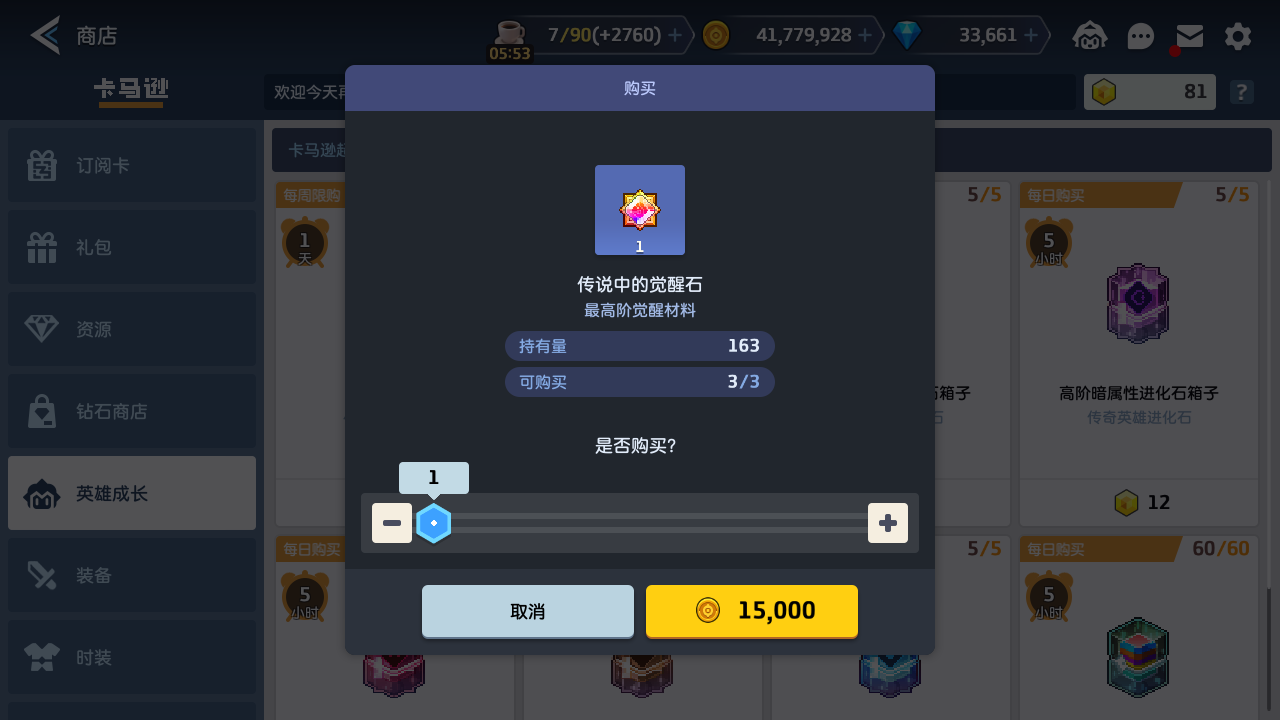 商店
7/90(+2760)
05:53
41,779,928
33,661
卡马逊
欢迎今天再
81
?
购买
订阅卡
礼包
资源
钻石商店
英雄成长
装备
时装
卡马逊超
每周限购
1
天
5/5
每日购买
5/5
5
小时
1
传说中的觉醒石
最高阶觉醒材料
持有量
163
可购买
3/3
是否购买?
1
石箱子
石
高阶暗属性进化石箱子
传奇英雄进化石
12
取消
15,000
每日购买
5
小时
5/5
每日购买
60/60
5
小时